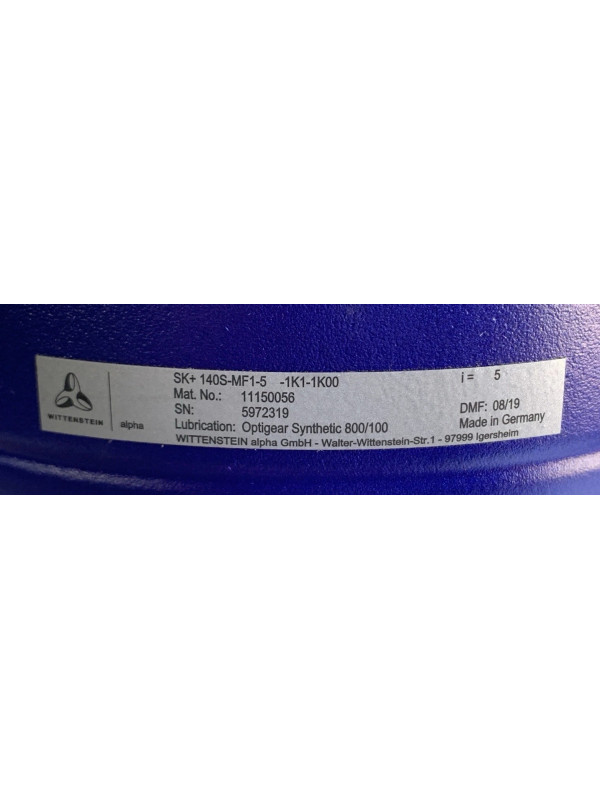 SK+ 140S-MF1-5 -1K1-1K00 i = 5
Mat. No.: 11150056
SN: 5972319 DMF: 08/19
Lubrication: Optigear Synthetic 800/100 Made in Germany
WITTENSTEIN alpha GmbH - Walter-Wittenstein-Str.1 - 97999 Igersheim
WITTENSTEIN alpha